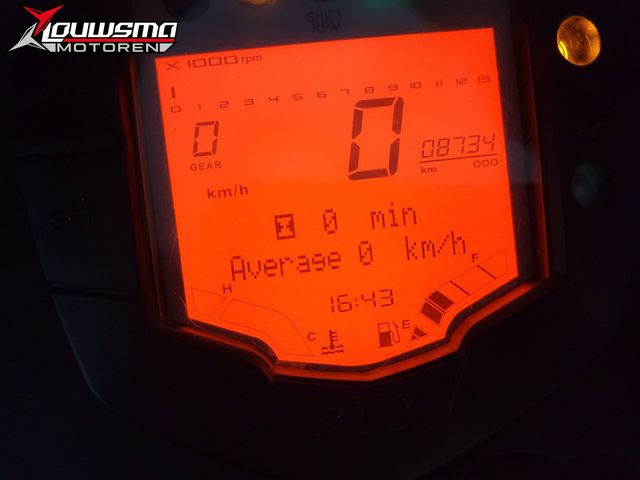 Louwsma
MOTOREN
SHIFT
RPM
X 1000 rpm
0 1 2 3 4 5 6 7 8 9 10 11 12 13
0
GEAR
0
08734
km ODO
km/h
0 min
Average 0 km/h
H
F
16:43
C
E